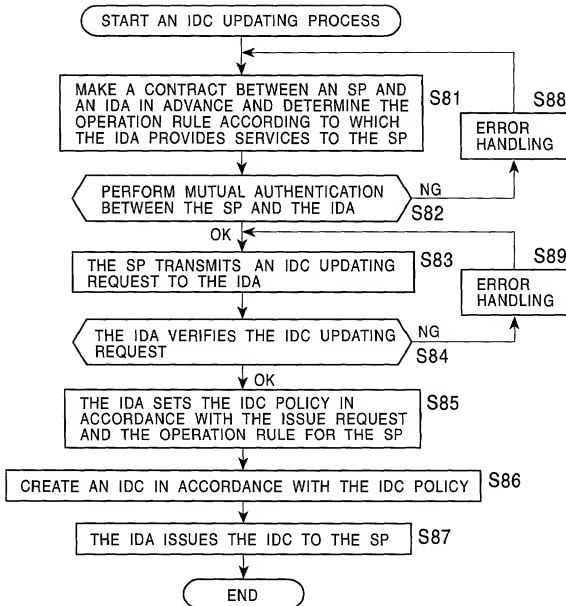 START AN IDC UPDATING PROCESS
MAKE A CONTRACT BETWEEN AN SP AND
AN IDA IN ADVANCE AND DETERMINE THE
OPERATION RULE ACCORDING TO WHICH
THE IDA PROVIDES SERVICES TO THE SP
S81
S88
ERROR
HANDLING
PERFORM MUTUAL AUTHENTICATION
BETWEEN THE SP AND THE IDA
NG
S82
OK
THE SP TRANSMITS AN IDC UPDATING
REQUEST TO THE IDA
S83
S89
ERROR
HANDLING
THE IDA VERIFIES THE IDC UPDATING
REQUEST
NG
S84
OK
THE IDA SETS THE IDC POLICY IN
ACCORDANCE WITH THE ISSUE REQUEST
AND THE OPERATION RULE FOR THE SP
S85
CREATE AN IDC IN ACCORDANCE WITH THE IDC POLICY
S86
THE IDA ISSUES THE IDC TO THE SP
S87
END